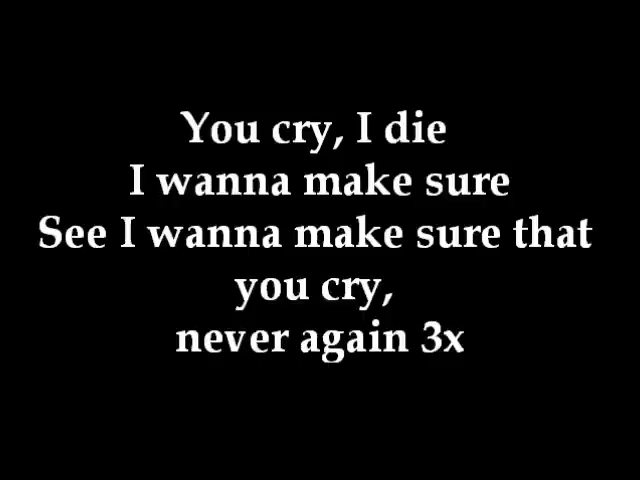 You cry, I die
I wanna make sure
See I wanna make sure that
you cry,
never again 3x